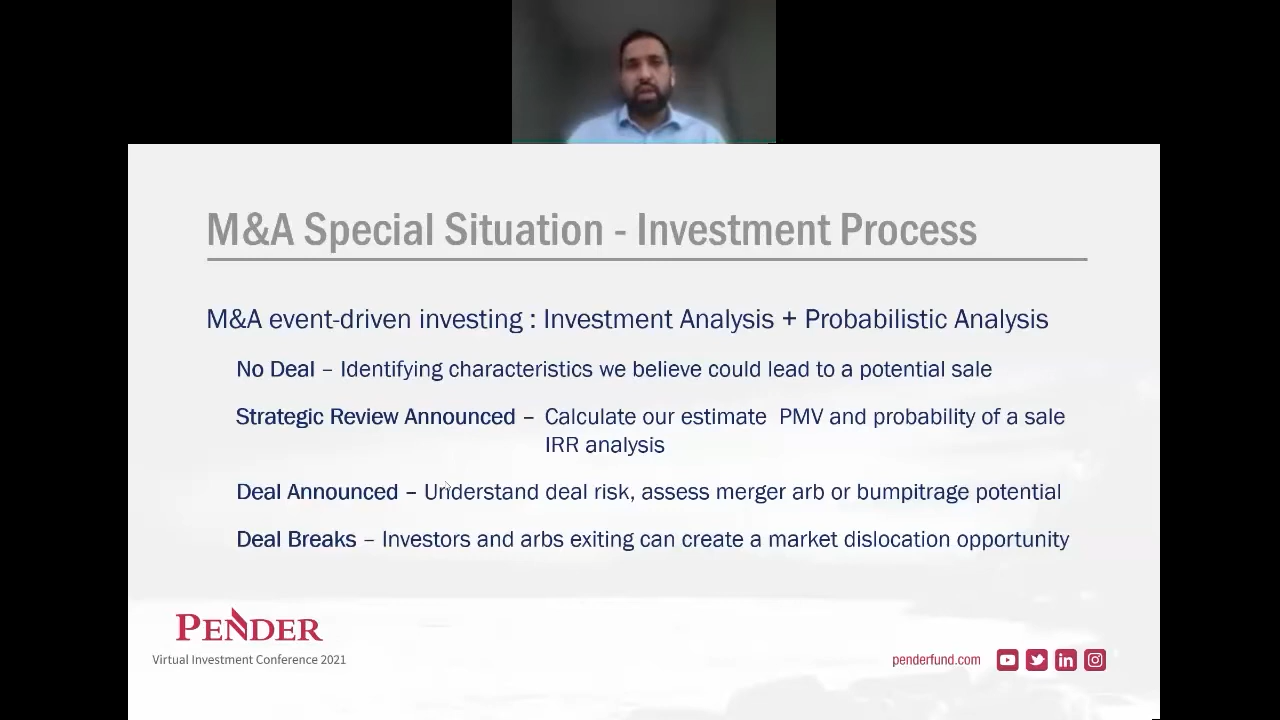 M&A Special Situation - Investment Process
M&A event-driven investing : Investment Analysis + Probabilistic Analysis
No Deal – Identifying characteristics we believe could lead to a potential sale
Strategic Review Announced – Calculate our estimate PMV and probability of a sale
IRR analysis
Deal Announced – Understand deal risk, assess merger arb or bumpitrage potential
Deal Breaks – Investors and arbs exiting can create a market dislocation opportunity
PENDER
Virtual Investment Conference 2021
penderfund.com